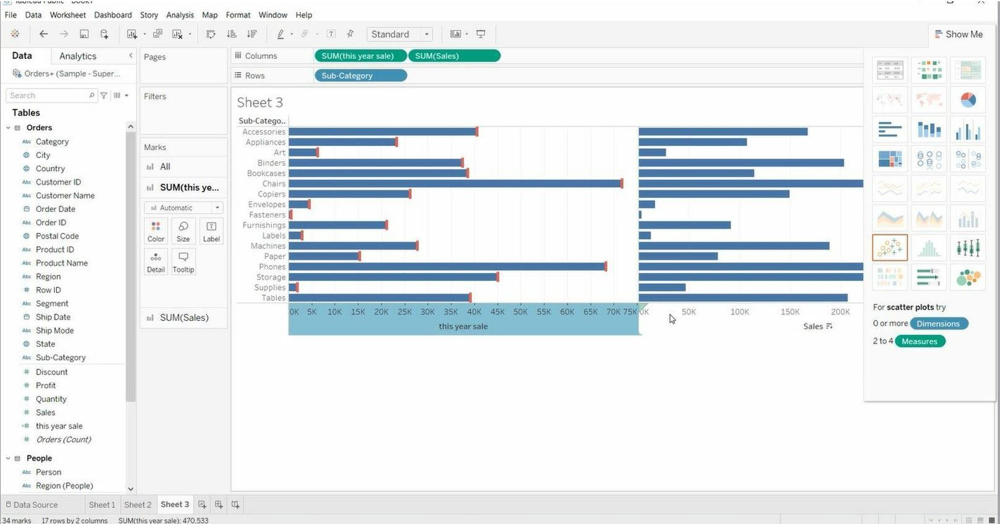 File Data Worksheet Dashboard Story Analysis Map Format Window Help
Standard
Show Me
Data Analytics
Pages
Columns SUM(this year sale) SUM(Sales)
Orders+ (Sample - Super...
Rows Sub-Category
Search
Filters
Sheet 3
Tables
Sub-Catego..
Orders
Accessories
Category
Appliances
Marks
Art
City
Binders
All
Country
Bookcases
Customer ID
Chairs
SUM(this ye...
Customer Name
Copiers
Order Date
Automatic
Envelopes
Order ID
Fasteners
Postal Code
Furnishings
Color Size Label
Labels
Product ID
Machines
Product Name
Paper
Detail Tooltip
Phones
Region
Storage
Row ID
Supplies
Segment
Tables
Ship Date
0K 5K 10K 15K 20K 25K 30K 35K 40K 45K 50K 55K 60K 65K 70K 75K 0K 50K 100K 150K 200K
SUM(Sales)
this year sale
Sales
Ship Mode
State
Sub-Category
Discount
Profit
Quantity
Sales
this year sale
Orders (Count)
People
Abc Person
Abc Region (People)
For scatter plots try
0 or more Dimensions
2 to 4 Measures
Data Source Sheet 1 Sheet 2 Sheet 3
34 marks 17 rows by 2 columns SUM(this year sale): 470,533